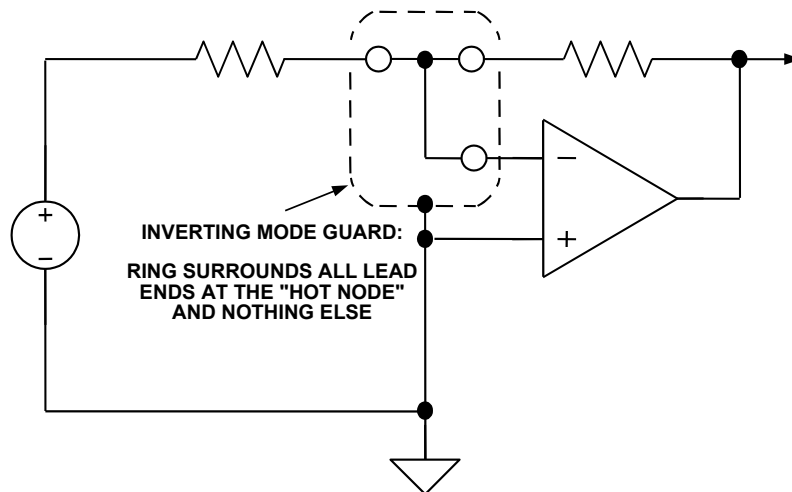 −
+
+
−
INVERTING MODE GUARD:
RING SURROUNDS ALL LEAD
ENDS AT THE "HOT NODE"
AND NOTHING ELSE